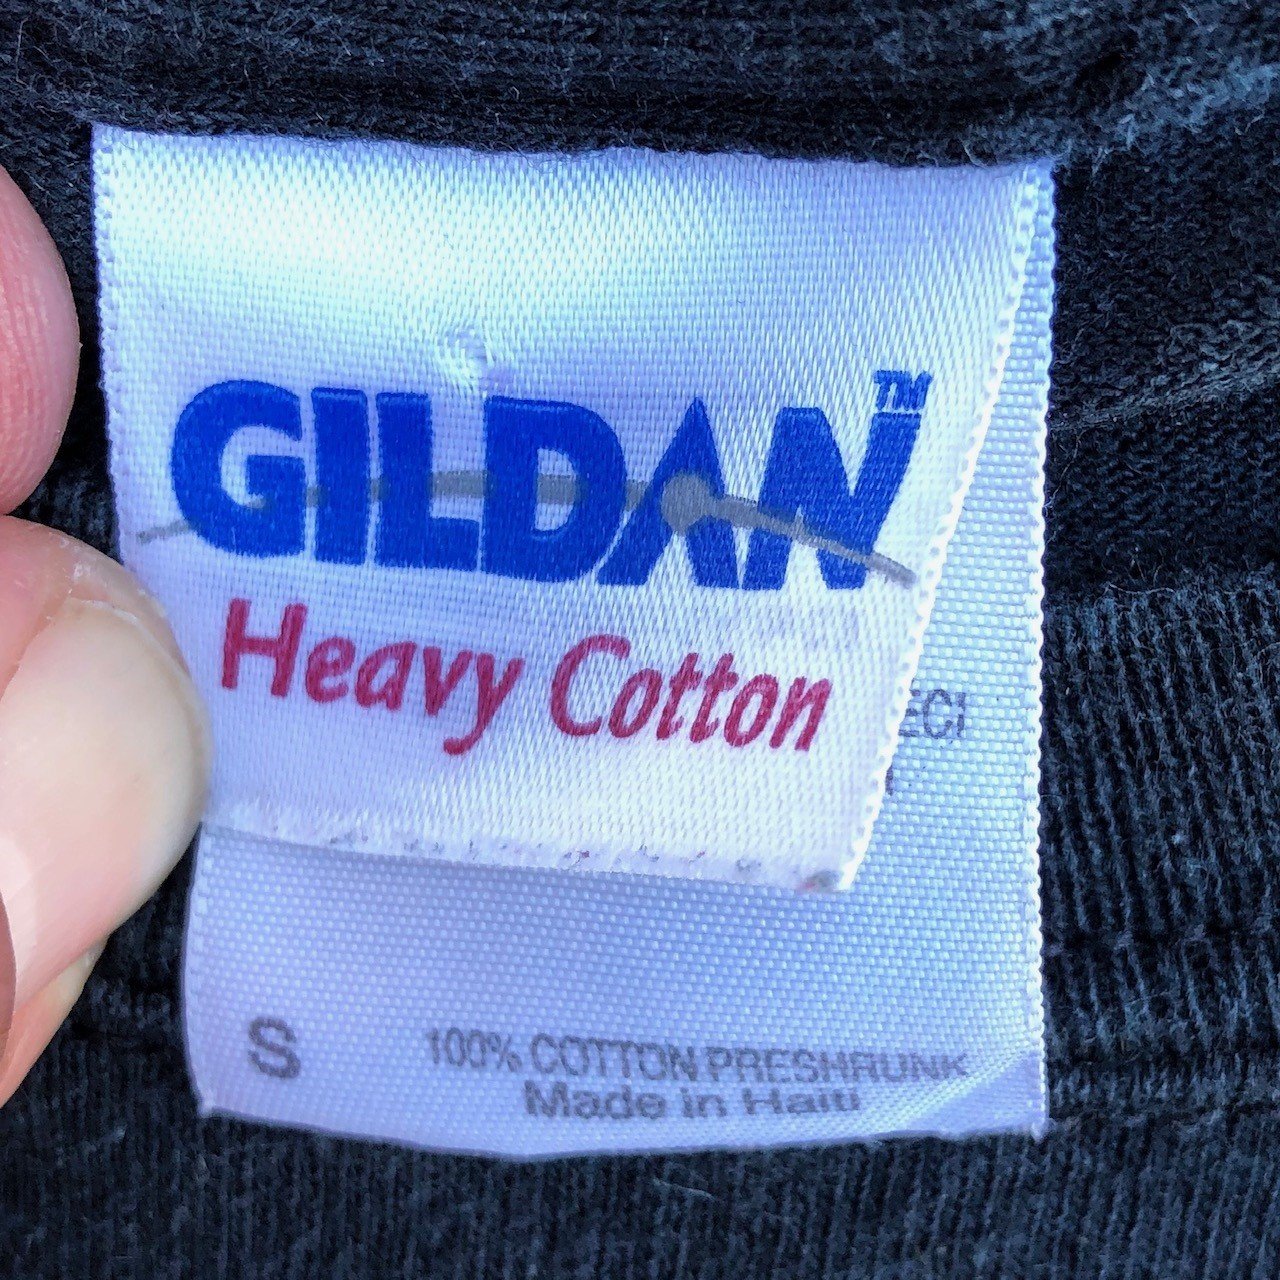 GILDAN™
Heavy Cotton
S
100% COTTON PRESHRUNK
Made in Haiti